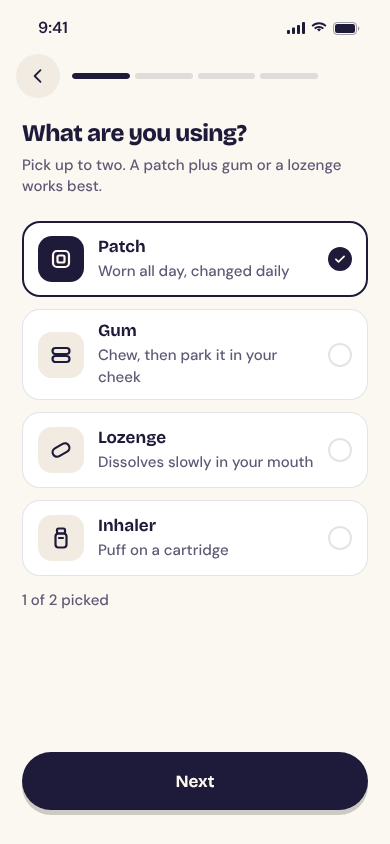 9:41
What are you using?
Pick up to two. A patch plus gum or a lozenge
works best.
Patch
Worn all day, changed daily
Gum
Chew, then park it in your
cheek
Lozenge
Dissolves slowly in your mouth
Inhaler
Puff on a cartridge
1 of 2 picked
Next